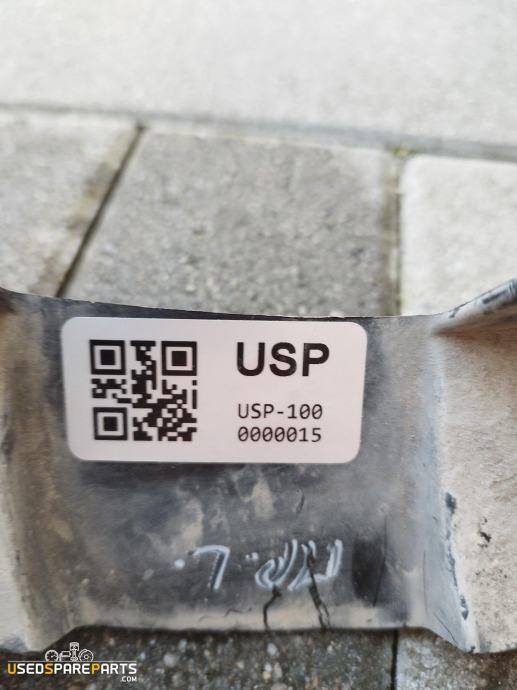 USP
USP-100
0000015
USEDSPAREPARTS
.COM